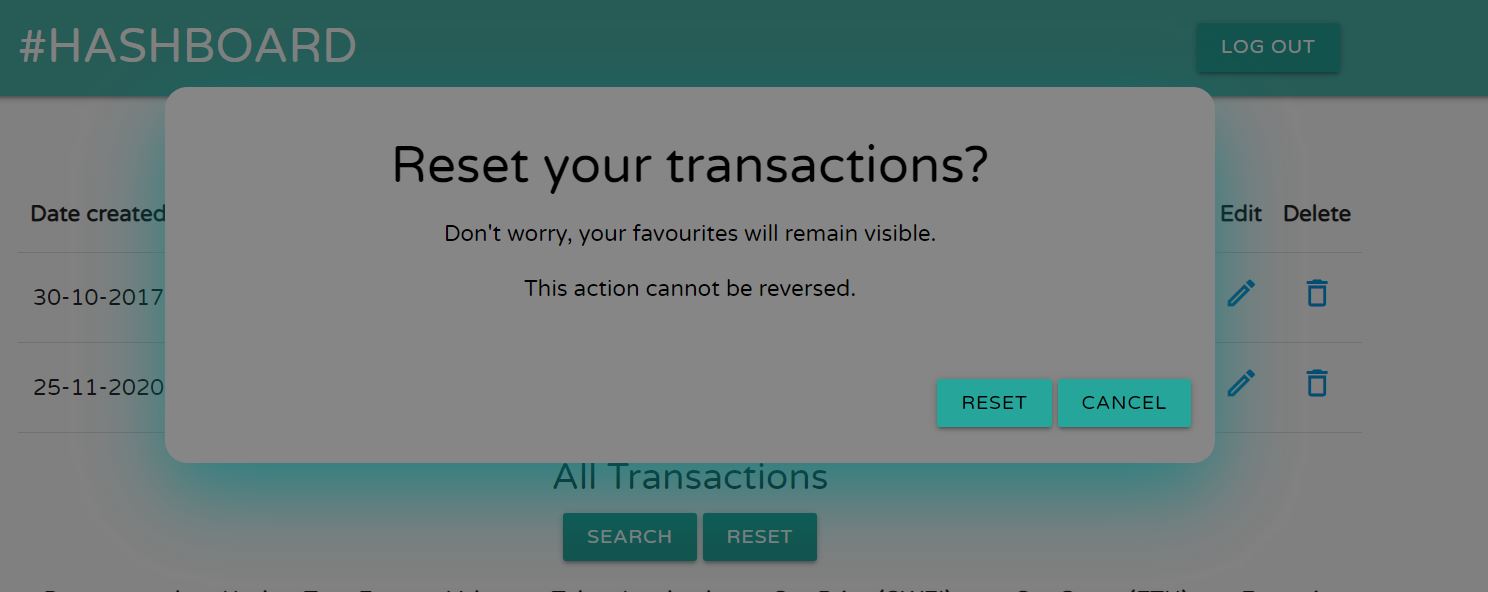 #HASHBOARD
LOG OUT
Reset your transactions?
Don't worry, your favourites will remain visible.
This action cannot be reversed.
RESET CANCEL
Date created Edit Delete
30-10-2017
25-11-2020
All Transactions
SEARCH RESET